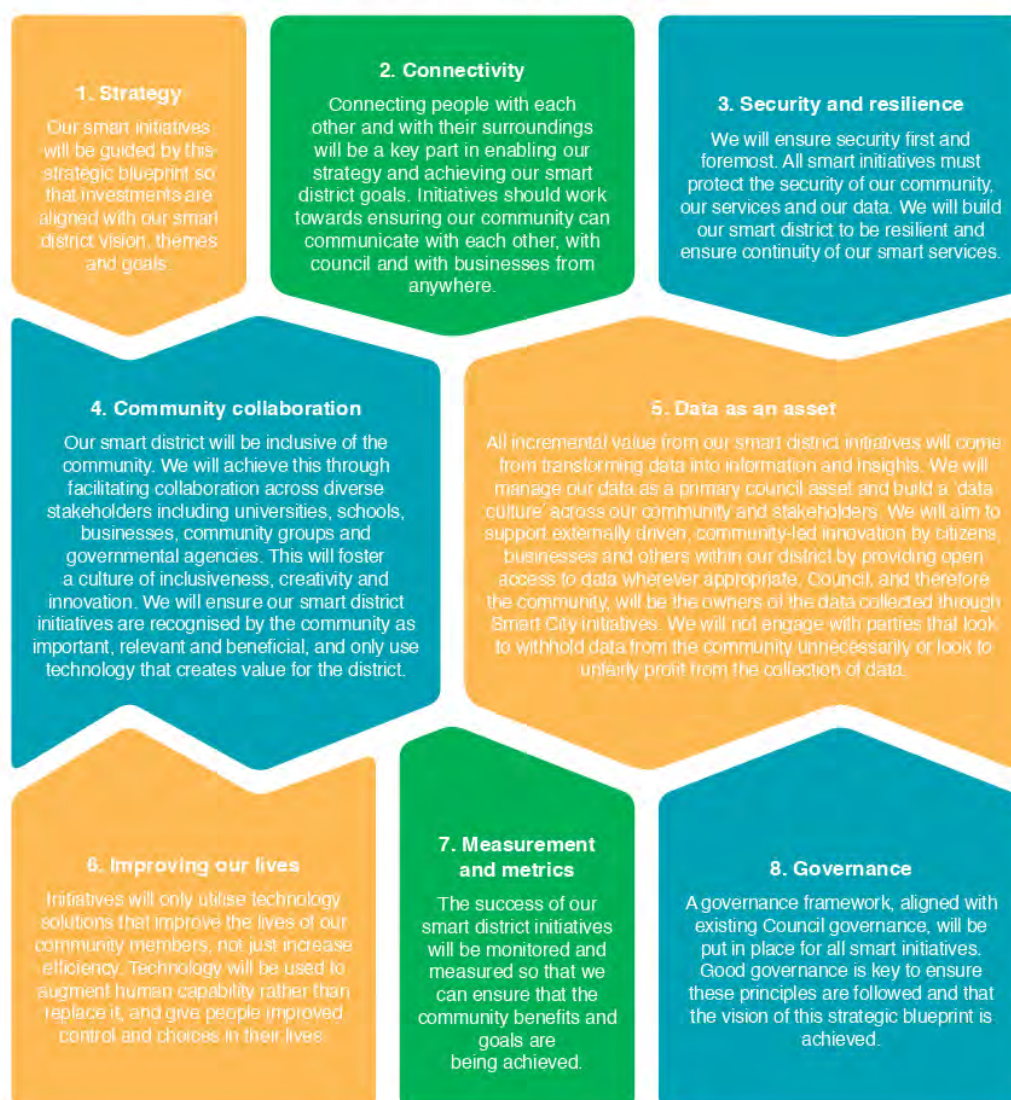 1. Strategy
Our smart initiatives
will be guided by this
strategic blueprint so
that investments are
aligned with our smart
district vision, themes
and goals.
2. Connectivity
Connecting people with each
other and with their surroundings
will be a key part in enabling our
strategy and achieving our smart
district goals. Initiatives should work
towards ensuring our community can
communicate with each other, with
council and with businesses from
anywhere.
3. Security and resilience
We will ensure security first and
foremost. All smart initiatives must
protect the security of our community,
our services and our data. We will build
our smart district to be resilient and
ensure continuity of our smart services.
4. Community collaboration
Our smart district will be inclusive of the
community. We will achieve this through
facilitating collaboration across diverse
stakeholders including universities, schools,
businesses, community groups and
governmental agencies. This will foster
a culture of inclusiveness, creativity and
innovation. We will ensure our smart district
initiatives are recognised by the community as
important, relevant and beneficial, and only use
technology that creates value for the district.
5. Data as an asset
All incremental value from our smart district initiatives will come
from transforming data into information and insights. We will
manage our data as a primary council asset and build a 'data
culture' across our community and stakeholders. We will aim to
support externally driven, community-led innovation by citizens,
businesses and others within our district by providing open
access to data wherever appropriate. Council, and therefore
the community, will be the owners of the data collected through
Smart City initiatives. We will not engage with parties that look
to withhold data from the community unnecessarily or look to
unfairly profit from the collection of data.
6. Improving our lives
Initiatives will only utilise technology
solutions that improve the lives of our
community members, not just increase
efficiency. Technology will be used to
augment human capability rather than
replace it, and give people improved
control and choices in their lives.
7. Measurement
and metrics
The success of our
smart district initiatives
will be monitored and
measured so that we
can ensure that the
community benefits and
goals are
being achieved.
8. Governance
A governance framework, aligned with
existing Council governance, will be
put in place for all smart initiatives.
Good governance is key to ensure
these principles are followed and that
the vision of this strategic blueprint is
achieved.